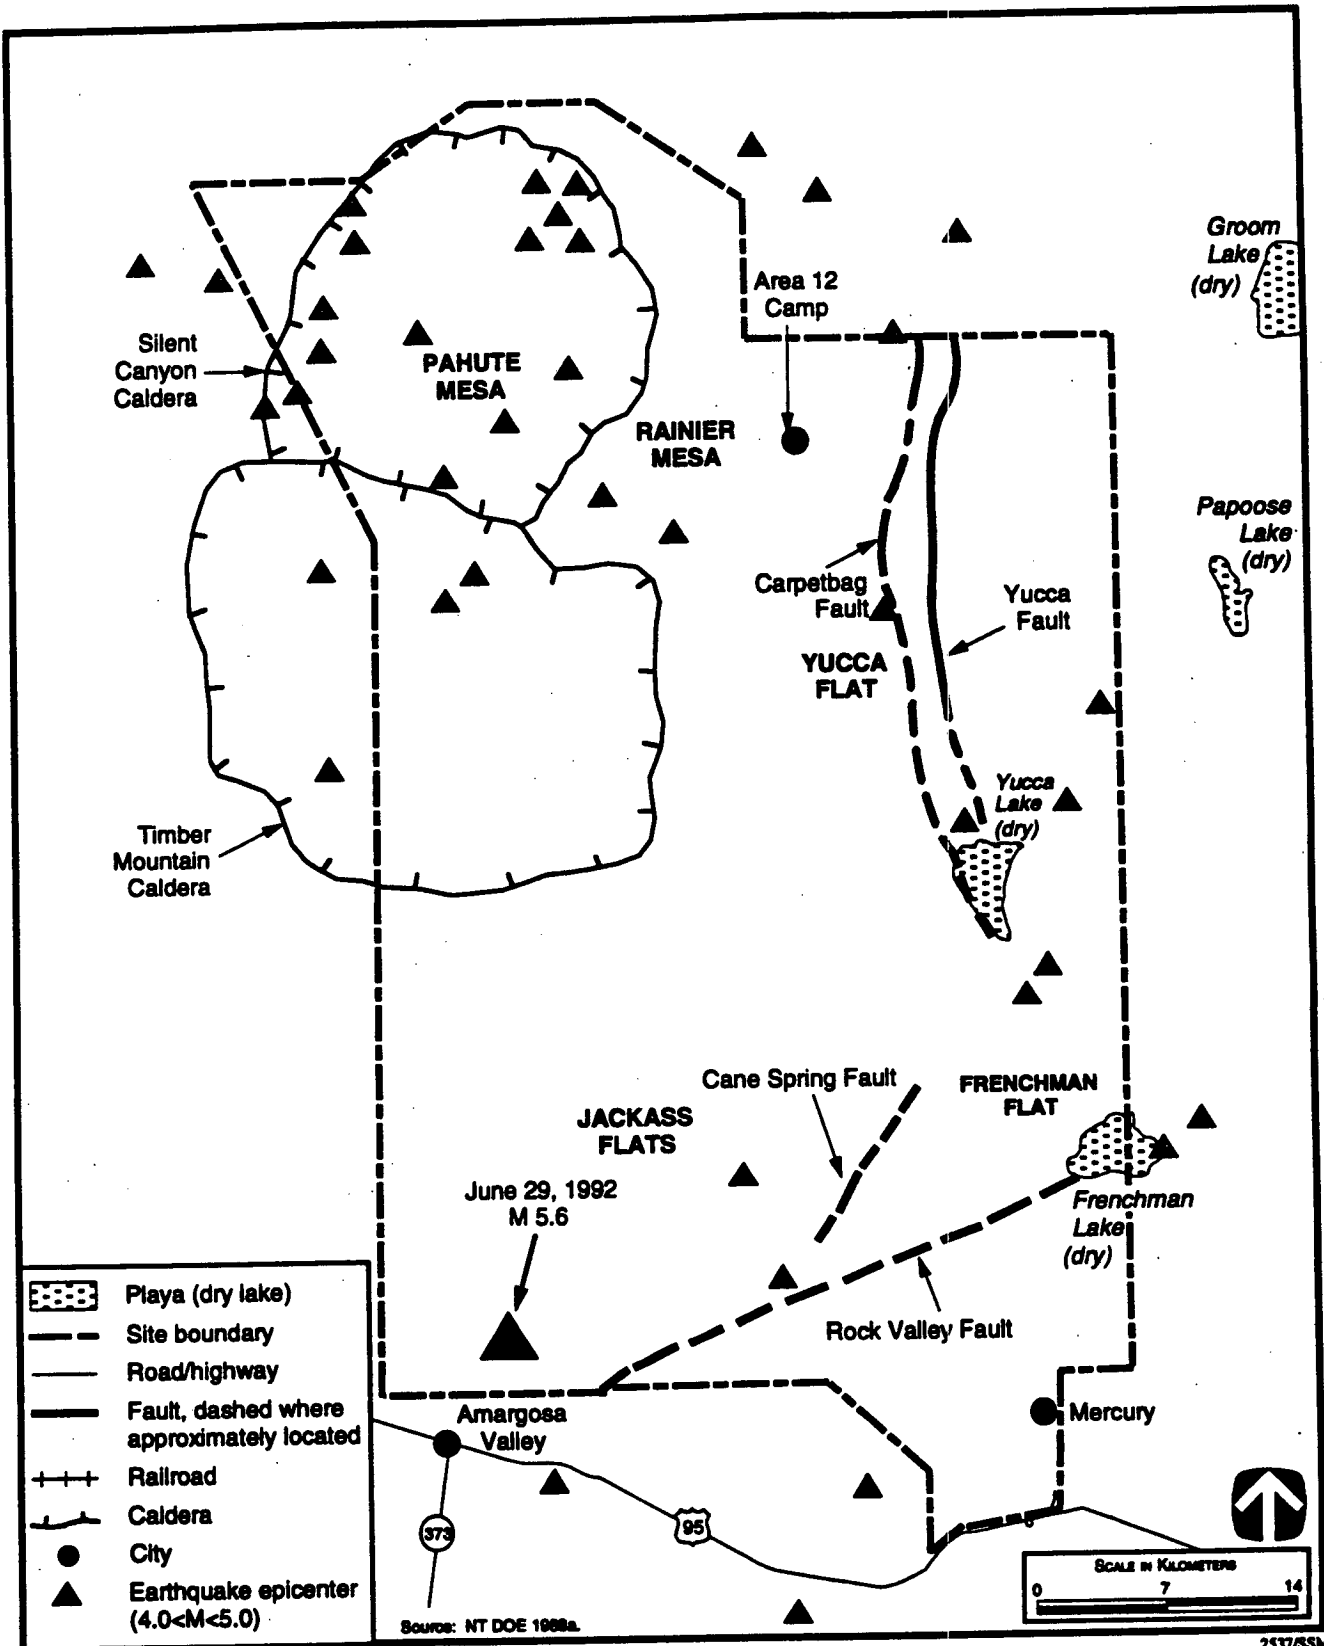 Groom
Lake
(dry)
Area 12
Camp
Silent
Canyon
Caldera
PAHUTE
MESA
RAINIER
MESA
Papoose
Lake
(dry)
Carpetbag
Fault
Yucca
Fault
YUCCA
FLAT
Yucca
Lake
(dry)
Timber
Mountain
Caldera
Cane Spring Fault
FRENCHMAN
FLAT
JACKASS
FLATS
June 29, 1992
M 5.6
Frenchman
Lake
(dry)
Rock Valley Fault
Playa (dry lake)
Site boundary
Road/highway
Fault, dashed where
approximately located
Railroad
Caldera
City
Earthquake epicenter
(4.0<M<5.0)
Amargosa
Valley
Mercury
373
95
SCALE IN KILOMETERS
0 7 14
Source: NT DOE